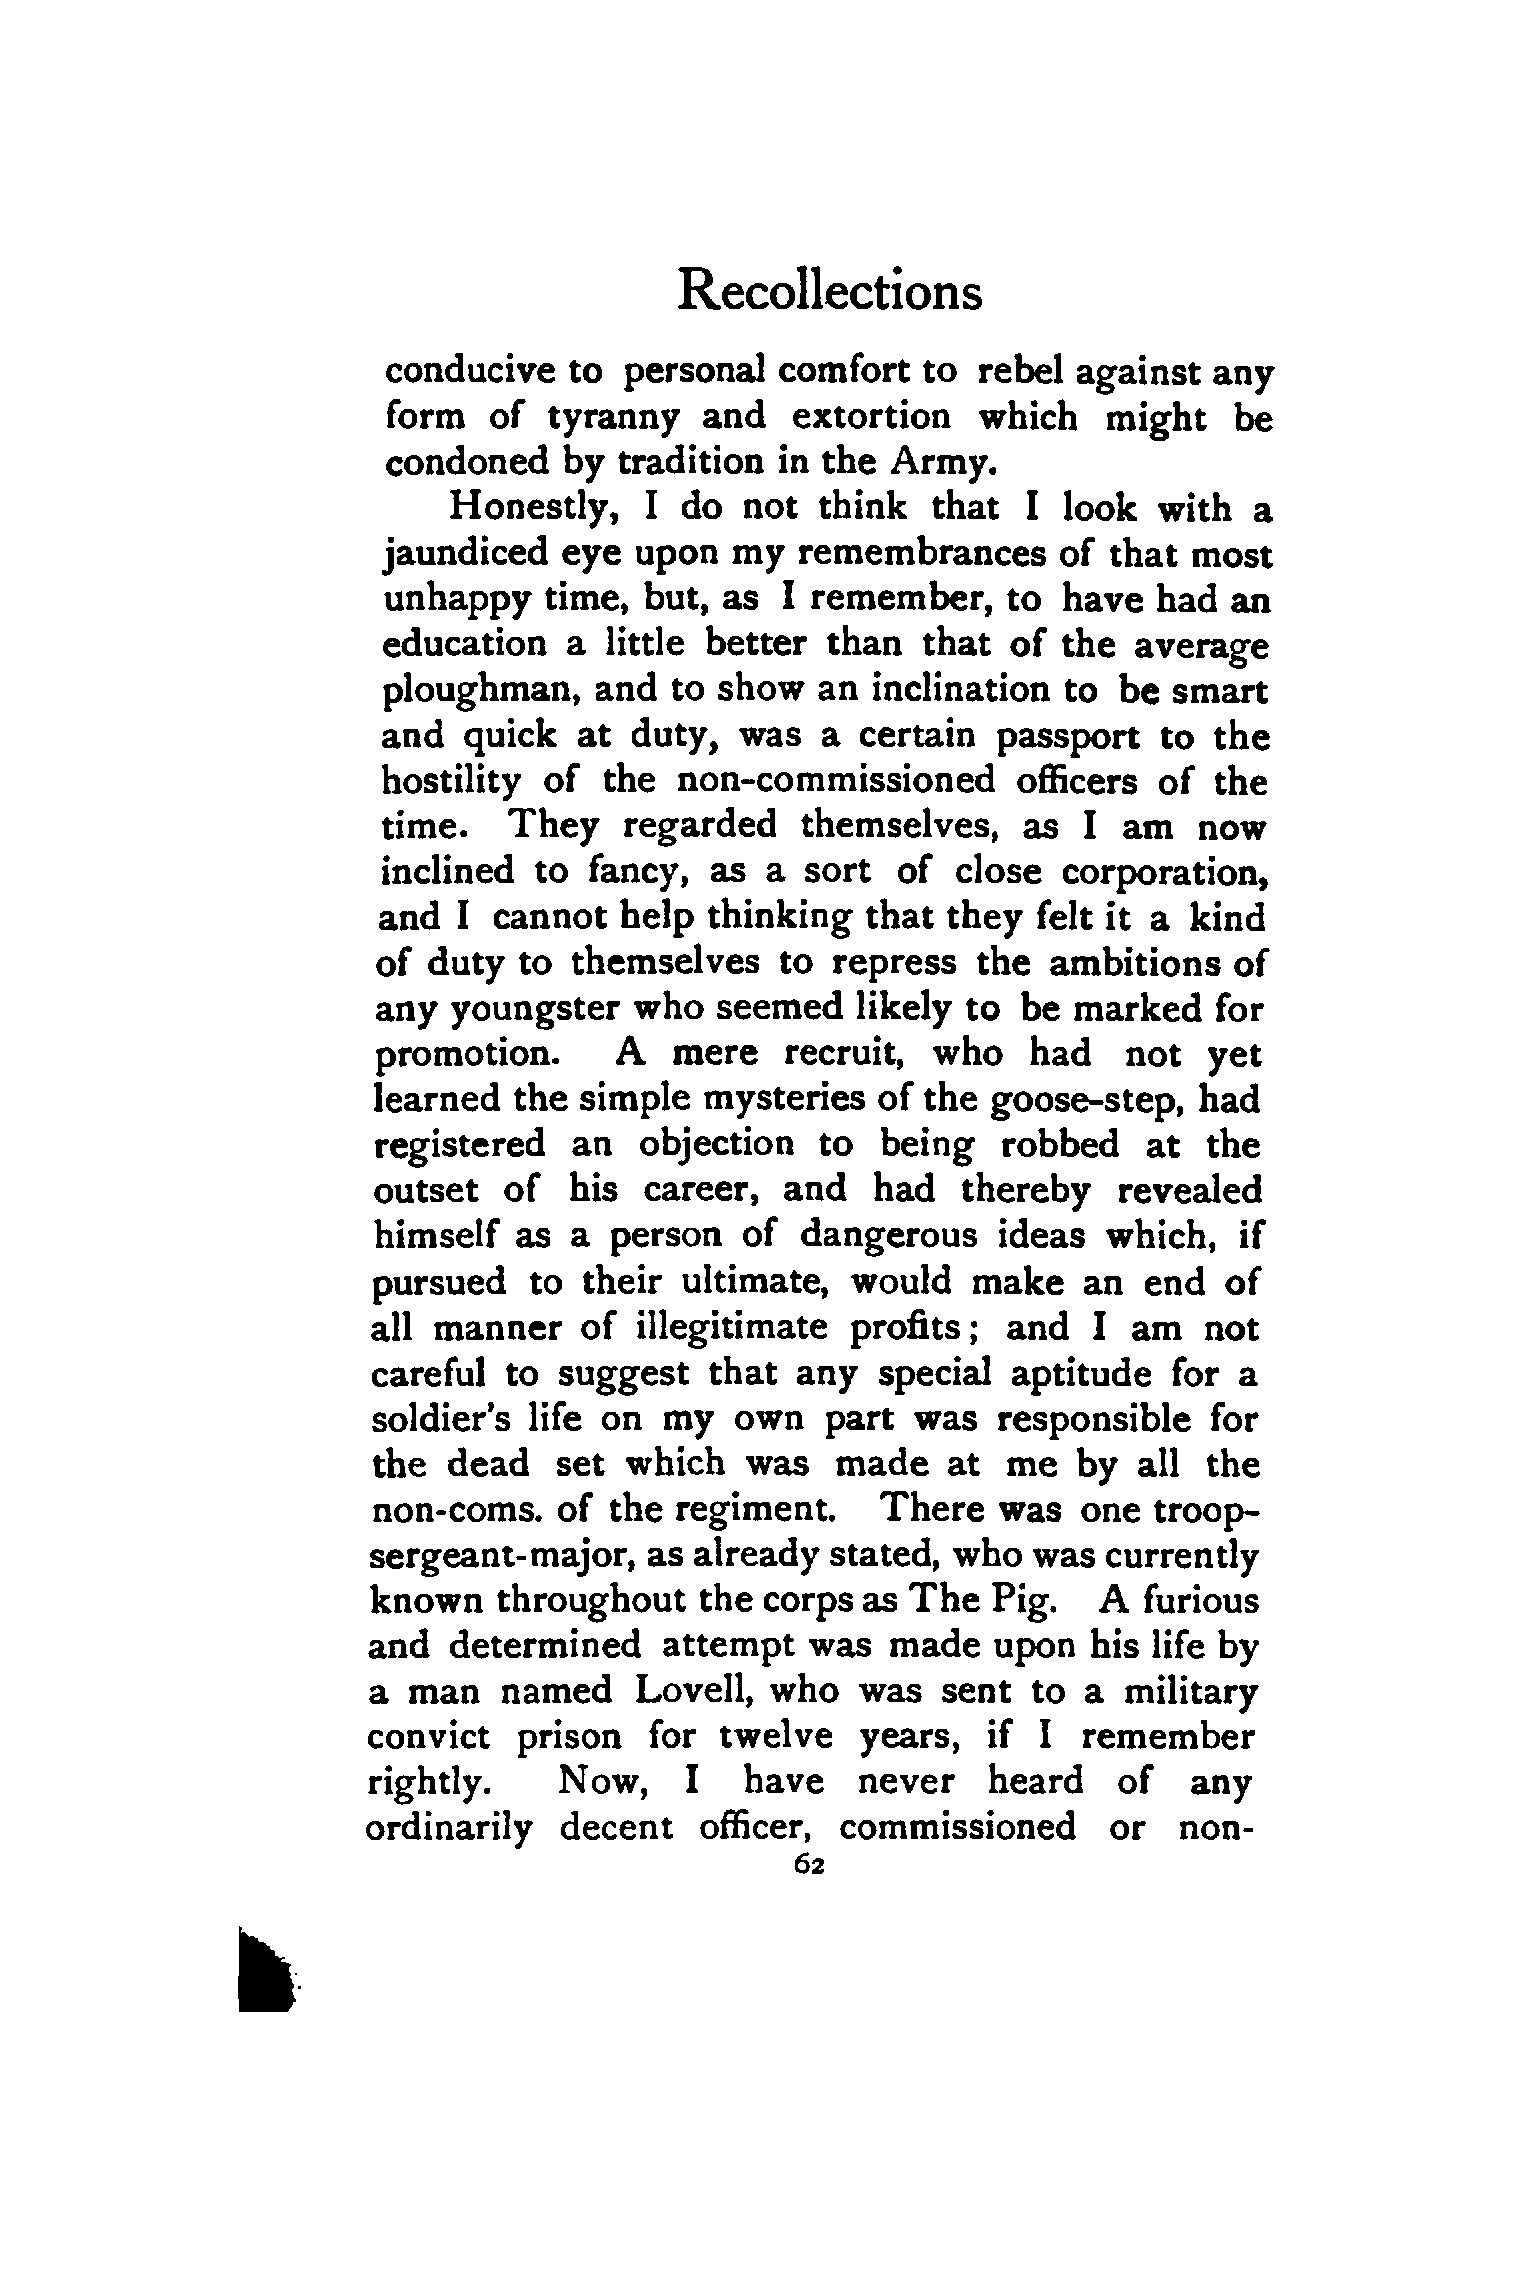 Recollections
conducive to personal comfort to rebel against any
form of tyranny and extortion which might be
condoned by tradition in the Army.
Honestly, I do not think that I look with a
jaundiced eye upon my remembrances of that most
unhappy time, but, as I remember, to have had an
education a little better than that of the average
ploughman, and to show an inclination to be smart
and quick at duty, was a certain passport to the
hostility of the non-commissioned officers of the
time. They regarded themselves, as I am now
inclined to fancy, as a sort of close corporation,
and I cannot help thinking that they felt it a kind
of duty to themselves to repress the ambitions of
any youngster who seemed likely to be marked for
promotion. A mere recruit, who had not yet
learned the simple mysteries of the goose-step, had
registered an objection to being robbed at the
outset of his career, and had thereby revealed
himself as a person of dangerous ideas which, if
pursued to their ultimate, would make an end of
all manner of illegitimate profits; and I am not
careful to suggest that any special aptitude for a
soldier's life on my own part was responsible for
the dead set which was made at me by all the
non-coms. of the regiment. There was one troop-
sergeant-major, as already stated, who was currently
known throughout the corps as The Pig. A furious
and determined attempt was made upon his life by
a man named Lovell, who was sent to a military
convict prison for twelve years, if I remember
rightly. Now, I have never heard of any
ordinarily decent officer, commissioned or non-
62